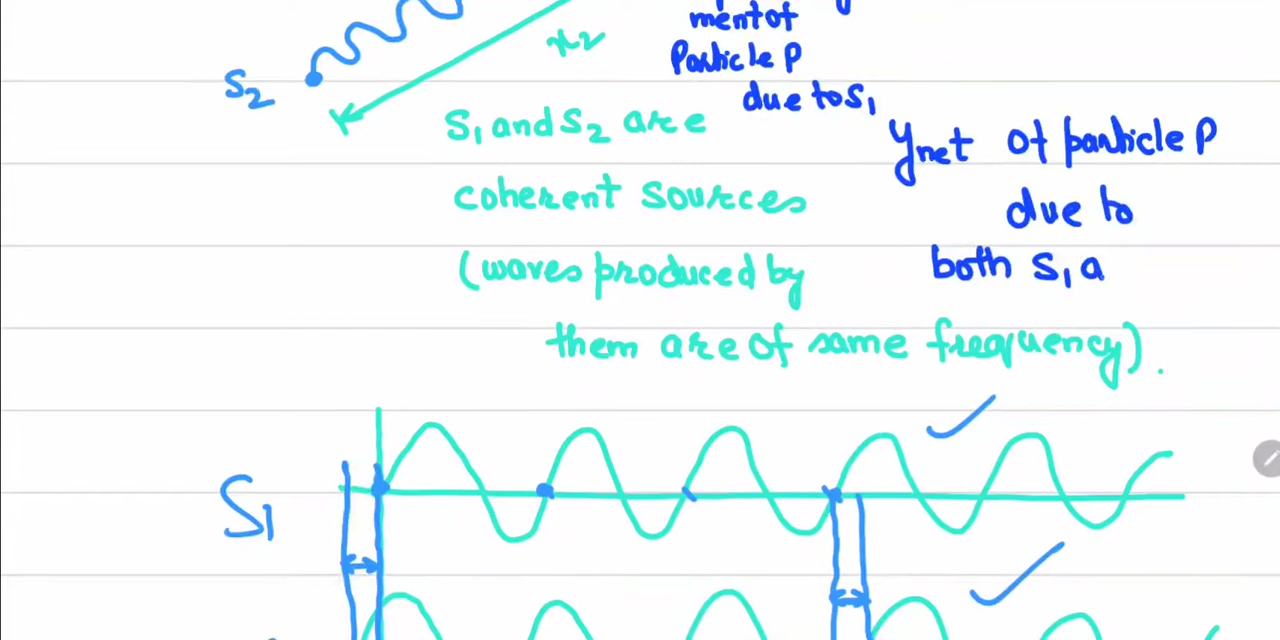 ment of
Particle P
due to S1
S2
x2
S1 and S2 are
coherent sources
(waves produced by
them are of same frequency).
ynet of particle P
due to
both S1 a
S1